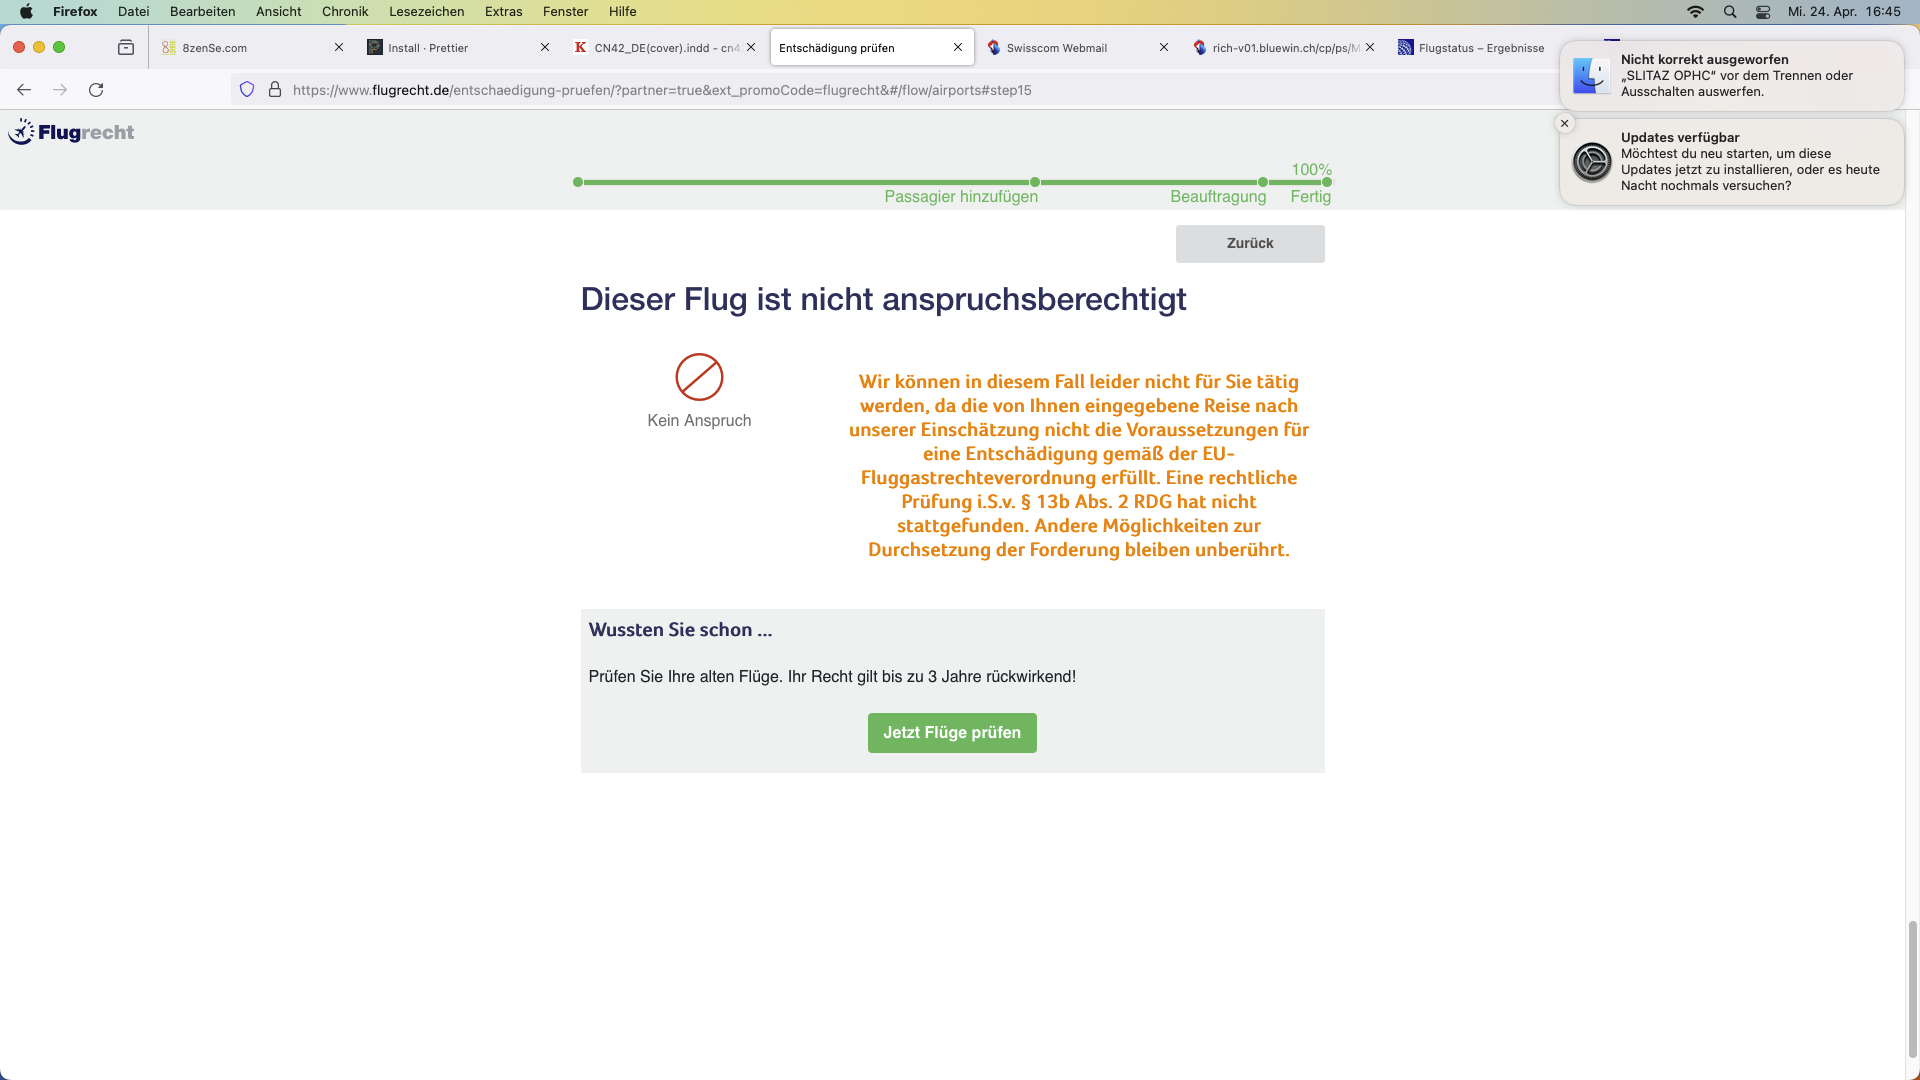 Firefox Datei Bearbeiten Ansicht Chronik Lesezeichen Extras Fenster Hilfe Mi. 24. Apr. 16:45
8zenSe.com Install · Prettier CN42_DE(cover).indd - cn4 Entschädigung prüfen Swisscom Webmail rich-v01.bluewin.ch/cp/ps/M Flugstatus – Ergebnisse
https://www.flugrecht.de/entschaedigung-pruefen/?partner=true&ext_promoCode=flugrecht&#/flow/airports#step15
Nicht korrekt ausgeworfen
„SLITAZ OPHC“ vor dem Trennen oder
Ausschalten auswerfen.
Updates verfügbar
Möchtest du neu starten, um diese
Updates jetzt zu installieren, oder es heute
Nacht nochmals versuchen?
Flugrecht
100%
Passagier hinzufügen Beauftragung Fertig
Zurück
Dieser Flug ist nicht anspruchsberechtigt
Kein Anspruch
Wir können in diesem Fall leider nicht für Sie tätig
werden, da die von Ihnen eingegebene Reise nach
unserer Einschätzung nicht die Voraussetzungen für
eine Entschädigung gemäß der EU-
Fluggastrechteverordnung erfüllt. Eine rechtliche
Prüfung i.S.v. § 13b Abs. 2 RDG hat nicht
stattgefunden. Andere Möglichkeiten zur
Durchsetzung der Forderung bleiben unberührt.
Wussten Sie schon ...
Prüfen Sie Ihre alten Flüge. Ihr Recht gilt bis zu 3 Jahre rückwirkend!
Jetzt Flüge prüfen